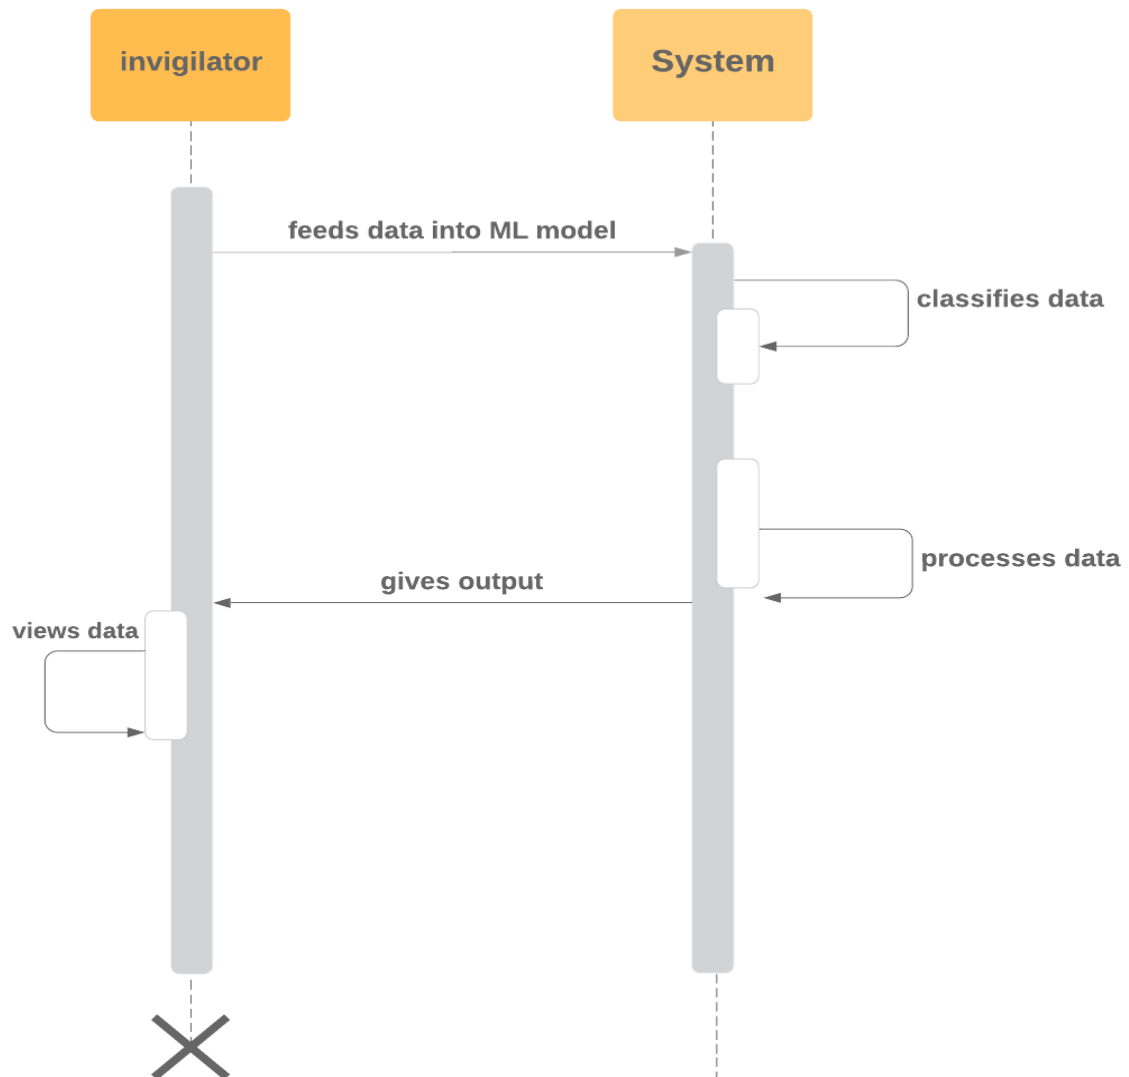 invigilator
System
feeds data into ML model
classifies data
processes data
gives output
views data